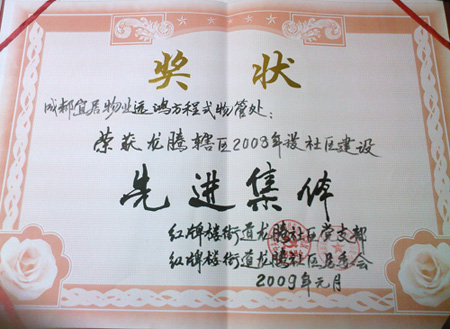 奖状
成都宜居物业远鸿方程式物管处:
荣获龙腾辖区2008年度社区建设
先进集体
红牌楼街道龙腾社区党支部
红牌楼街道龙腾社区居委会
2009年元月